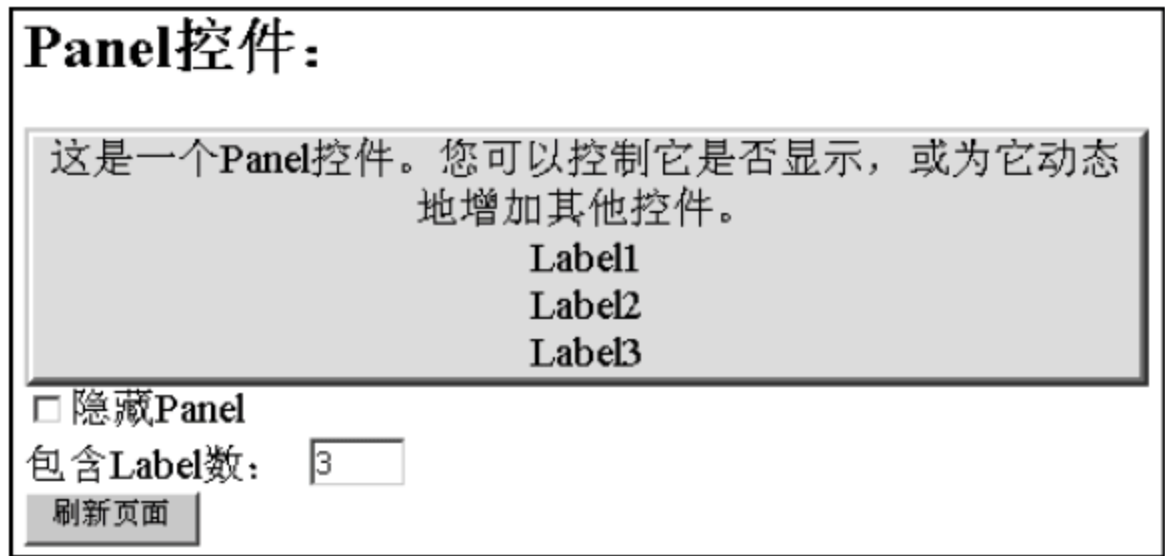 Panel控件：
这是一个Panel控件。您可以控制它是否显示，或为它动态
地增加其他控件。
Label1
Label2
Label3
隐藏Panel
包含Label数： 3
刷新页面